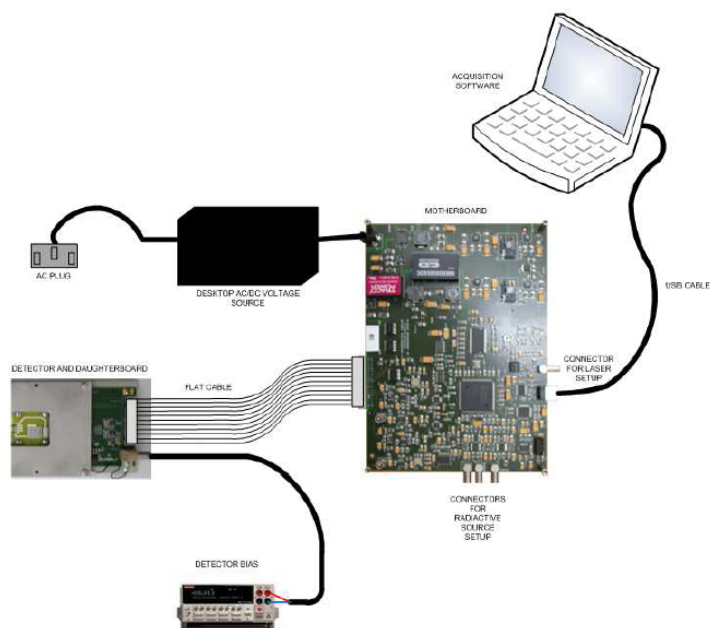 ACQUISITION
SOFTWARE
MOTHERBOARD
AC PLUG
DESKTOP AC/DC VOLTAGE
SOURCE
USB CABLE
CONNECTOR
FOR LASER
SETUP
DETECTOR AND DAUGHTERBOARD
FLAT CABLE
CONNECTORS
FOR
RADIACTIVE
SOURCE
SETUP
DETECTOR BIAS